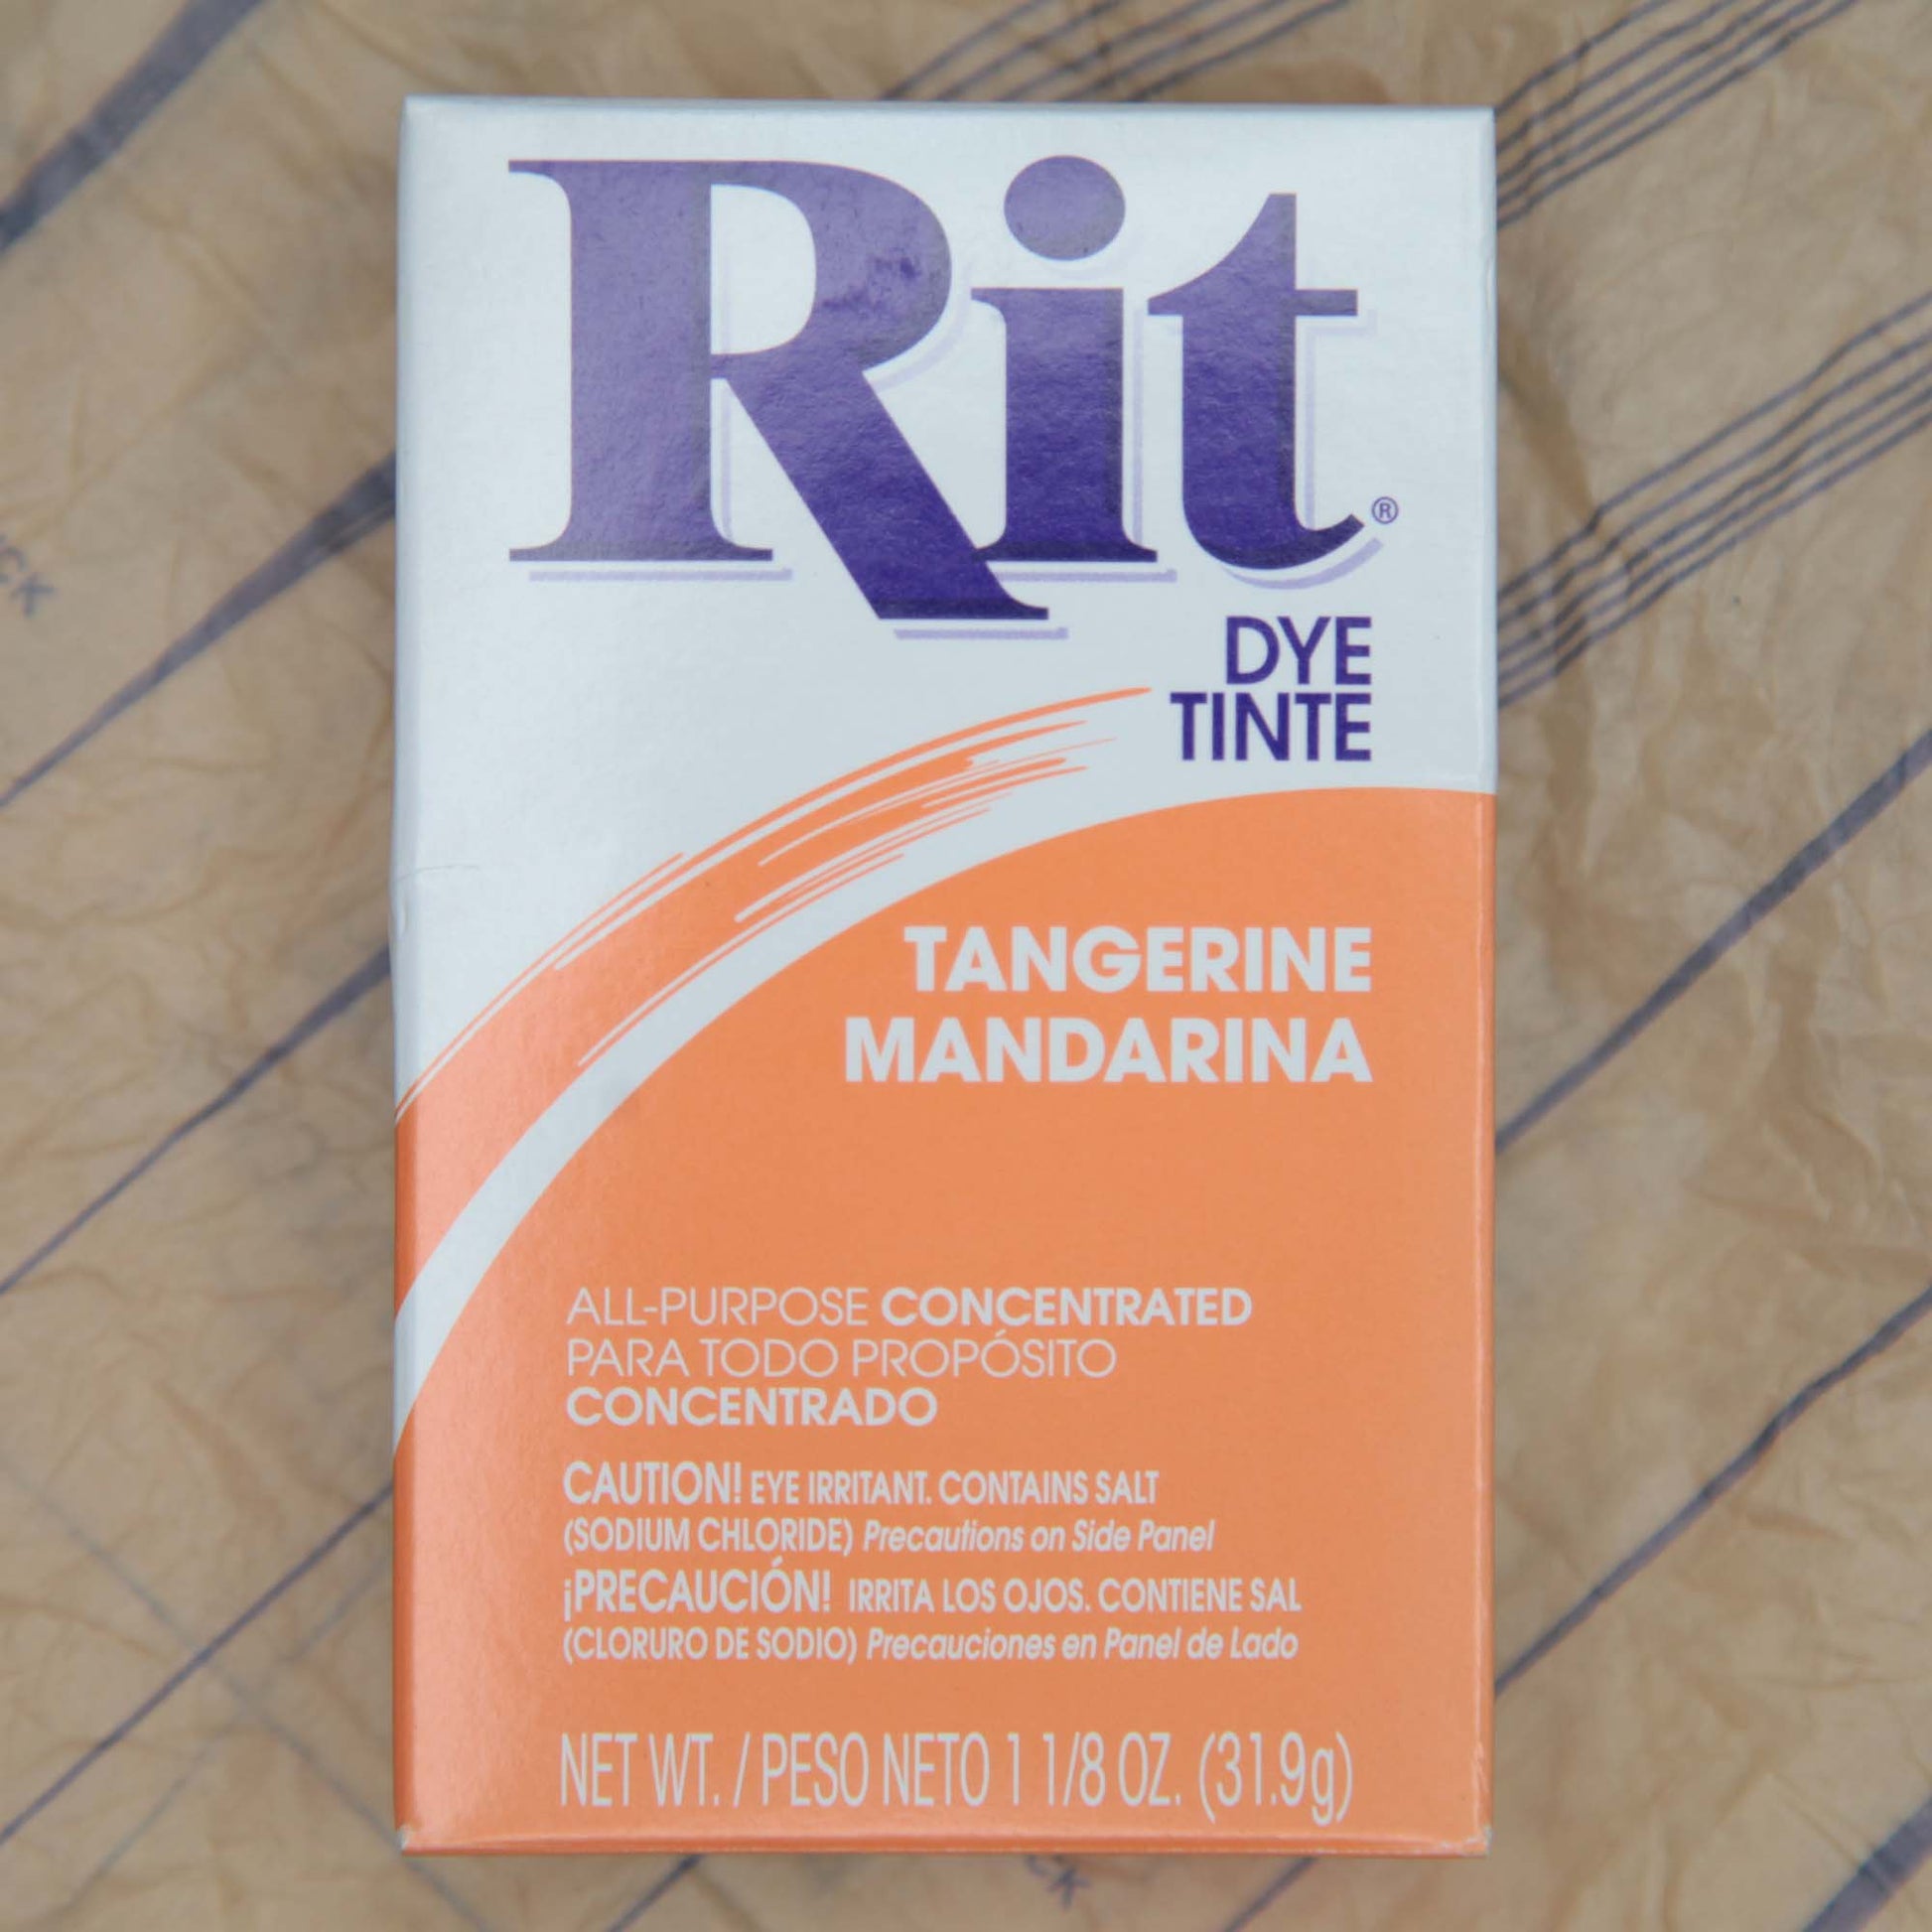 Rit®
DYE
TINTE
TANGERINE
MANDARINA
ALL-PURPOSE CONCENTRATED
PARA TODO PROPÓSITO
CONCENTRADO
CAUTION! EYE IRRITANT. CONTAINS SALT
(SODIUM CHLORIDE) Precautions on Side Panel
¡PRECAUCIÓN! IRRITA LOS OJOS. CONTIENE SAL
(CLORURO DE SODIO) Precauciones en Panel de Lado
NET WT. / PESO NETO 1 1/8 OZ. (31.9g)